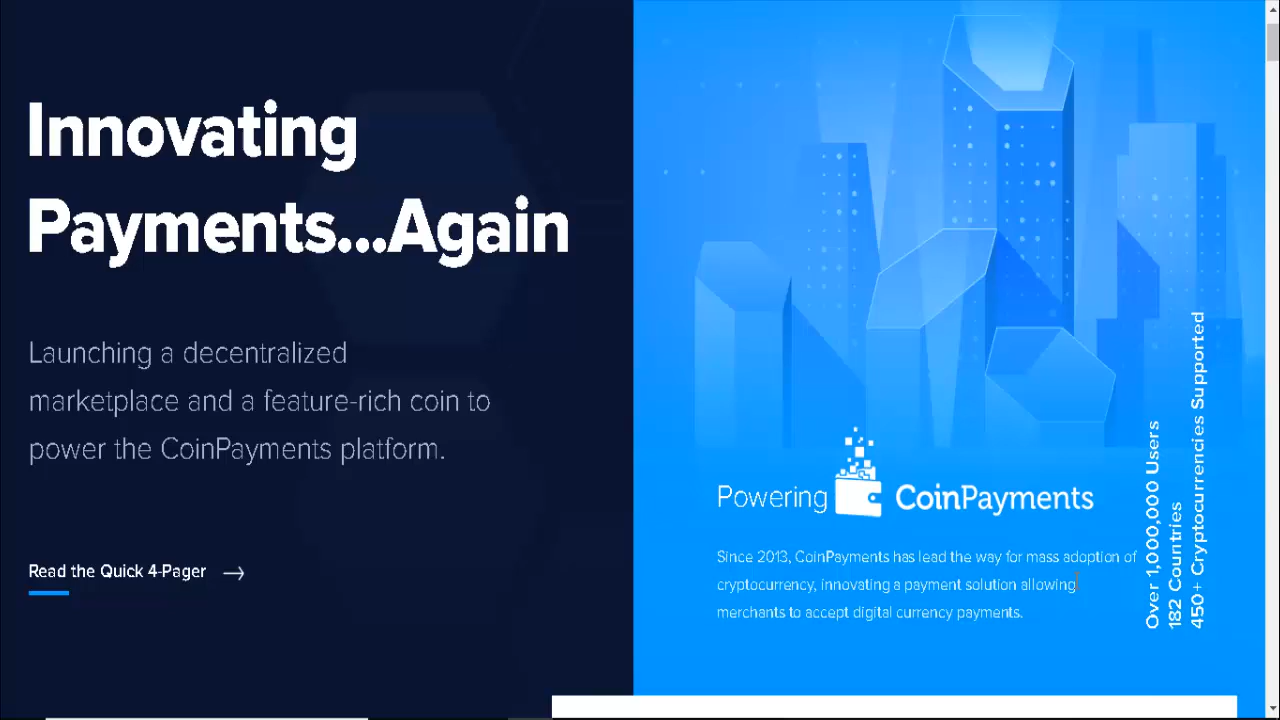 Innovating
Payments...Again
Launching a decentralized
marketplace and a feature-rich coin to
power the CoinPayments platform.
Read the Quick 4-Pager
Powering CoinPayments
Since 2013, CoinPayments has lead the way for mass adoption of
cryptocurrency, innovating a payment solution allowing
merchants to accept digital currency payments.
Over 1,000,000 Users
182 Countries
450+ Cryptocurrencies Supported